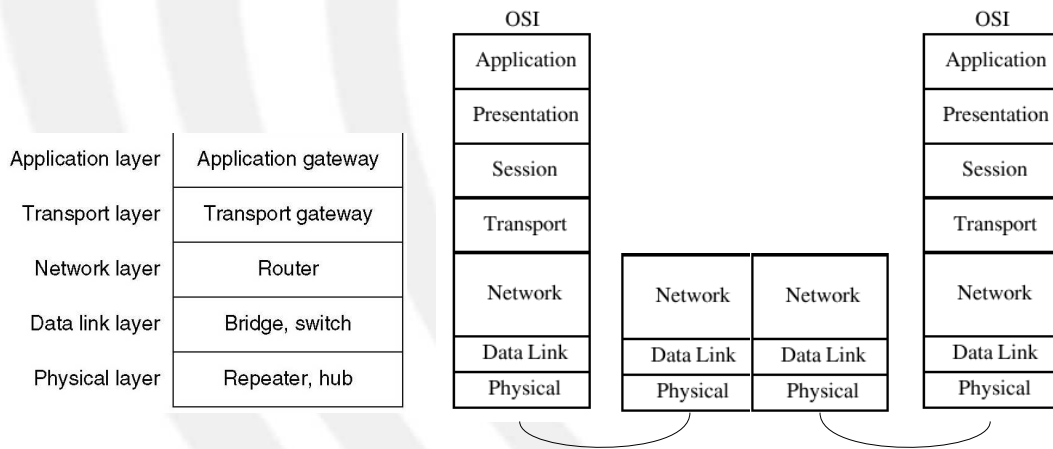 Application layer Application gateway
Transport layer Transport gateway
Network layer Router
Data link layer Bridge, switch
Physical layer Repeater, hub
OSI
Application
Presentation
Session
Transport
Network
Data Link
Physical
Network
Data Link
Physical
Network
Data Link
Physical
OSI
Application
Presentation
Session
Transport
Network
Data Link
Physical